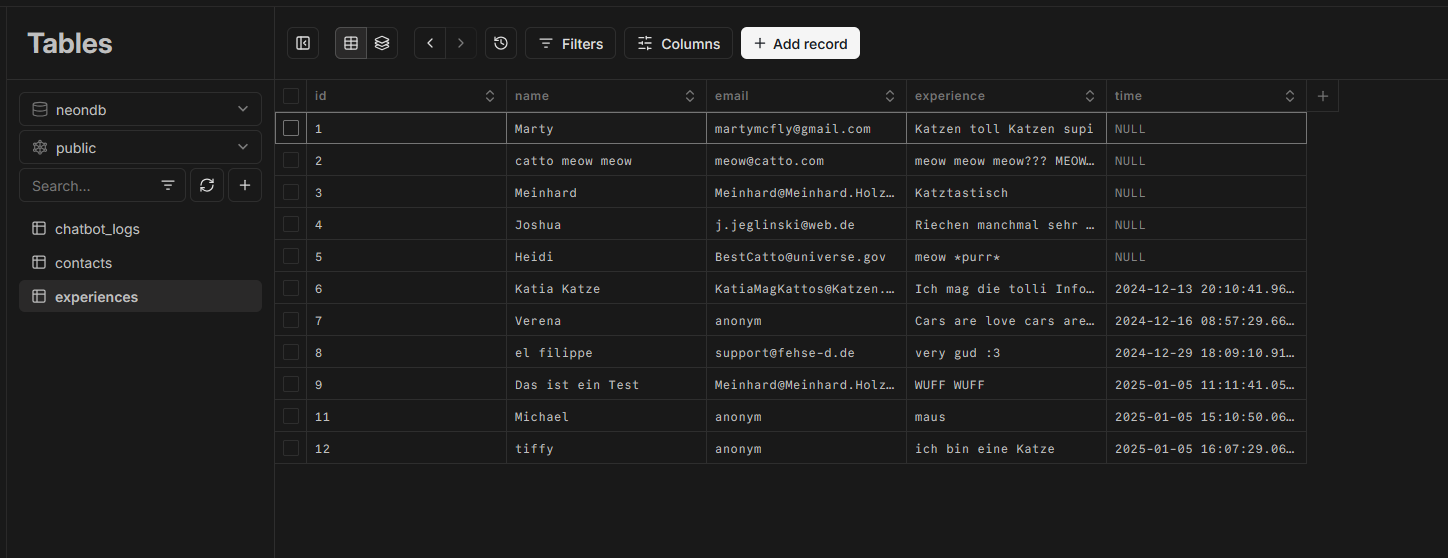 Tables
Filters
Columns
+ Add record
neondb
public
Search...
chatbot_logs
contacts
experiences
id name email experience time
1 Marty martymcfly@gmail.com Katzen toll Katzen supi NULL
2 catto meow meow meow@catto.com meow meow meow??? MEOW… NULL
3 Meinhard Meinhard@Meinhard.Holz… Katztastisch NULL
4 Joshua j.jeglinski@web.de Riechen manchmal sehr … NULL
5 Heidi BestCatto@universe.gov meow *purr* NULL
6 Katia Katze KatiaMagKattos@Katzen.… Ich mag die tolli Info… 2024-12-13 20:10:41.96…
7 Verena anonym Cars are love cars are… 2024-12-16 08:57:29.66…
8 el filippe support@fehse-d.de very gud :3 2024-12-29 18:09:10.91…
9 Das ist ein Test Meinhard@Meinhard.Holz… WUFF WUFF 2025-01-05 11:11:41.05…
11 Michael anonym maus 2025-01-05 15:10:50.06…
12 tiffy anonym ich bin eine Katze 2025-01-05 16:07:29.06…